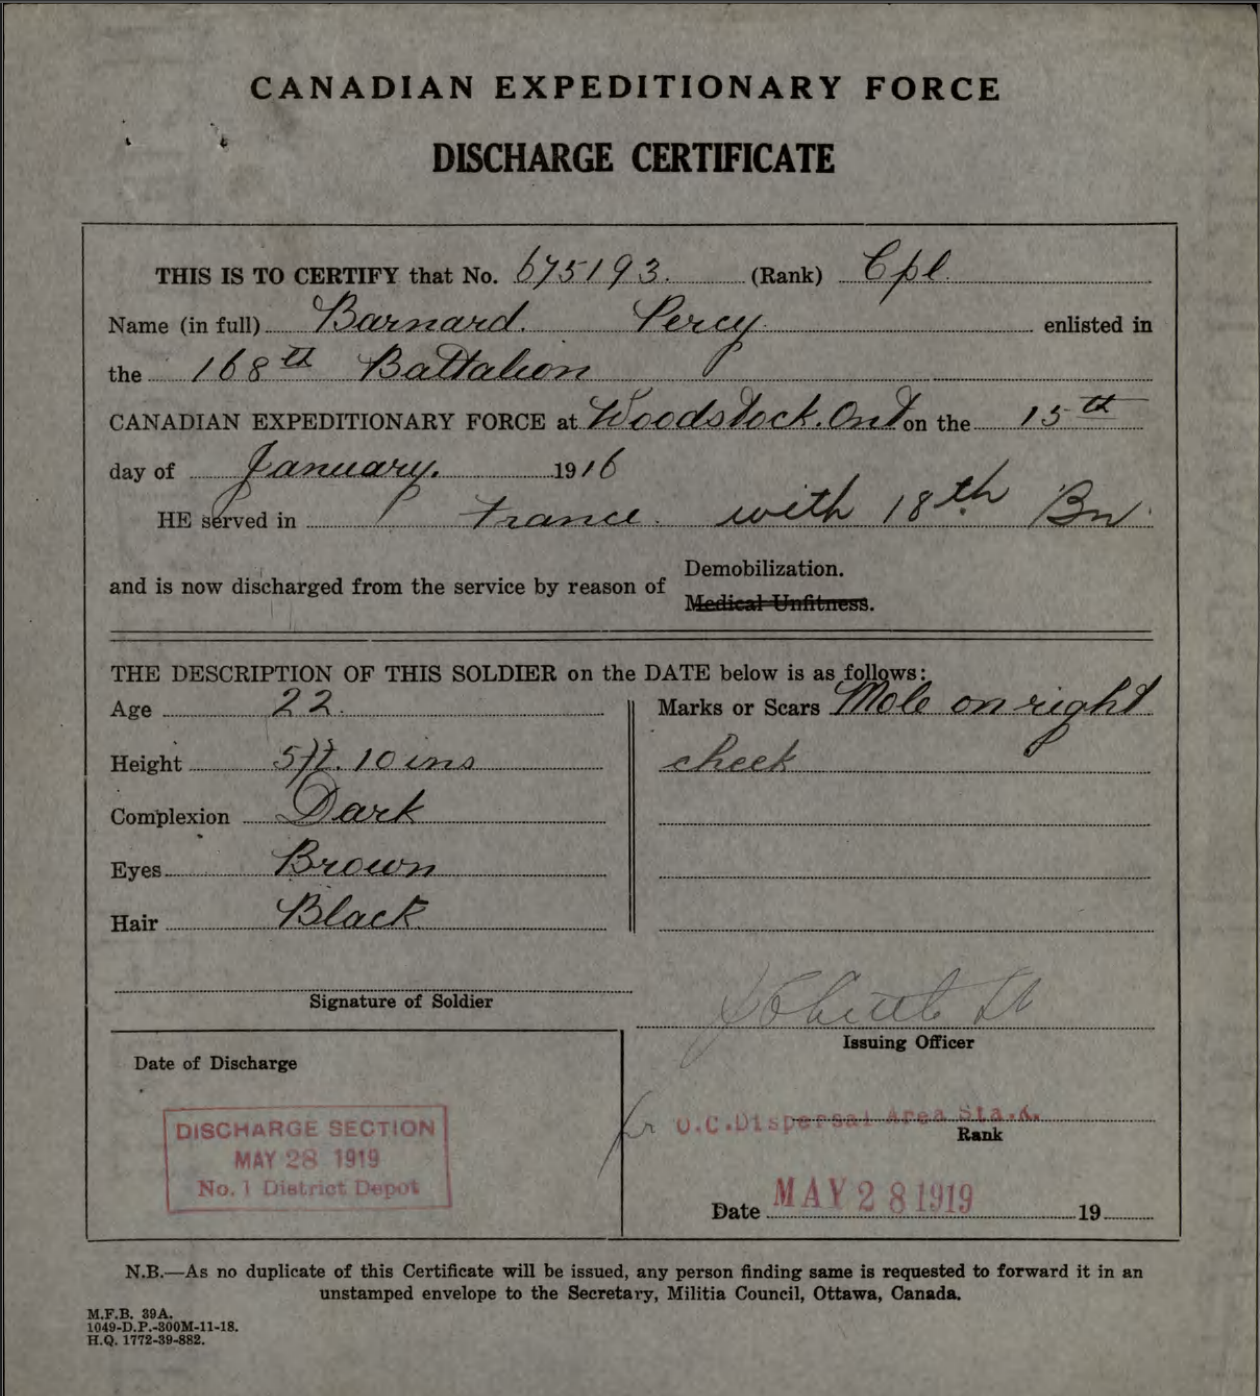 CANADIAN EXPEDITIONARY FORCE
DISCHARGE CERTIFICATE
THIS IS TO CERTIFY that No. 675193. (Rank) Cpl.
Name (in full) Barnard. Percy. enlisted in
the 168th Battalion
CANADIAN EXPEDITIONARY FORCE at Woodstock. Ont on the 15th
day of January. 1916
HE served in France. with 18th Bn.
and is now discharged from the service by reason of Demobilization.
Medical Unfitness.
THE DESCRIPTION OF THIS SOLDIER on the DATE below is as follows:
Age 22.
Height 5ft. 10 ins
Complexion Dark
Eyes Brown
Hair Black
Marks or Scars Mole on right
cheek
Signature of Soldier
Issuing Officer
Date of Discharge
DISCHARGE SECTION
MAY 28 1919
No. 1 District Depot
for O.C. Dispersal Area Sta.
Rank
Date MAY 28 1919 19
N.B.—As no duplicate of this Certificate will be issued, any person finding same is requested to forward it in an
unstamped envelope to the Secretary, Militia Council, Ottawa, Canada.
M.F.B. 39A.
1049-D.P.-300M-11-18.
H.Q. 1772-39-882.